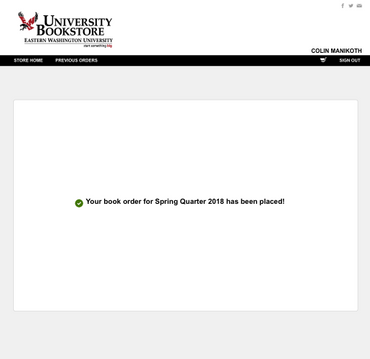 UNIVERSITY
BOOKSTORE
EASTERN WASHINGTON UNIVERSITY
start something big
COLIN MANIKOTH
STORE HOME PREVIOUS ORDERS SIGN OUT
Your book order for Spring Quarter 2018 has been placed!